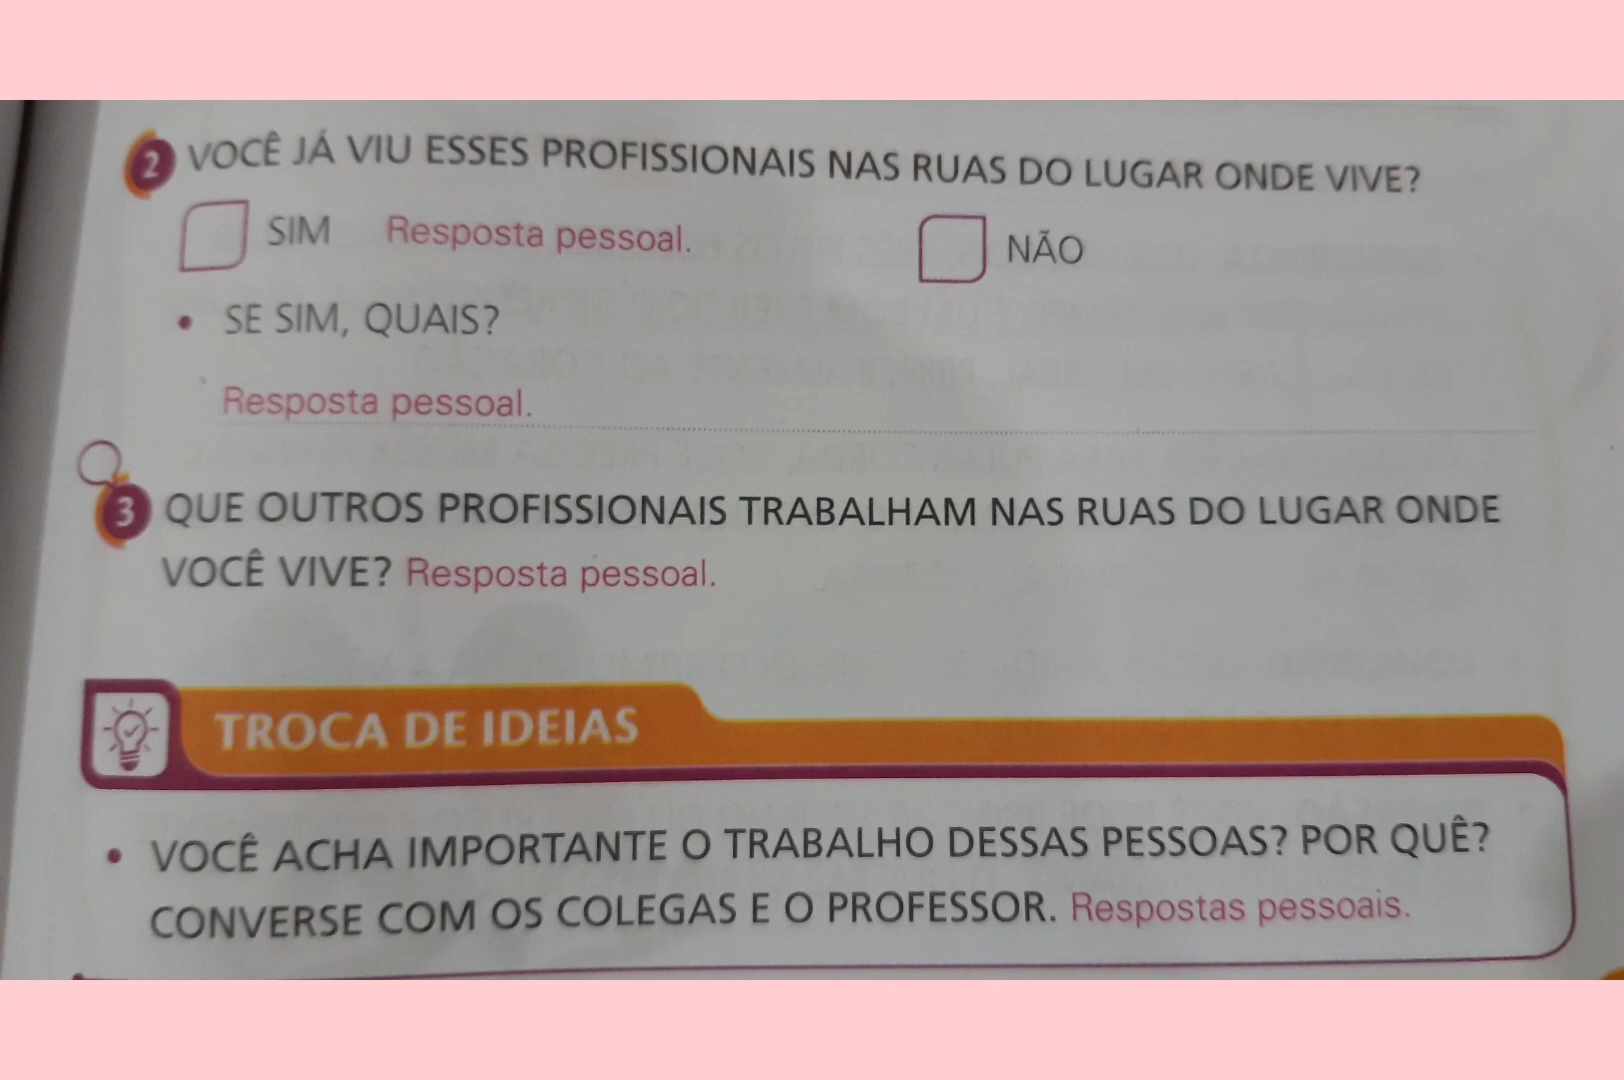 2 VOCÊ JÁ VIU ESSES PROFISSIONAIS NAS RUAS DO LUGAR ONDE VIVE?
SIM Resposta pessoal. NÃO
• SE SIM, QUAIS?
Resposta pessoal.
3 QUE OUTROS PROFISSIONAIS TRABALHAM NAS RUAS DO LUGAR ONDE
VOCÊ VIVE? Resposta pessoal.
TROCA DE IDEIAS
• VOCÊ ACHA IMPORTANTE O TRABALHO DESSAS PESSOAS? POR QUÊ?
CONVERSE COM OS COLEGAS E O PROFESSOR. Respostas pessoais.